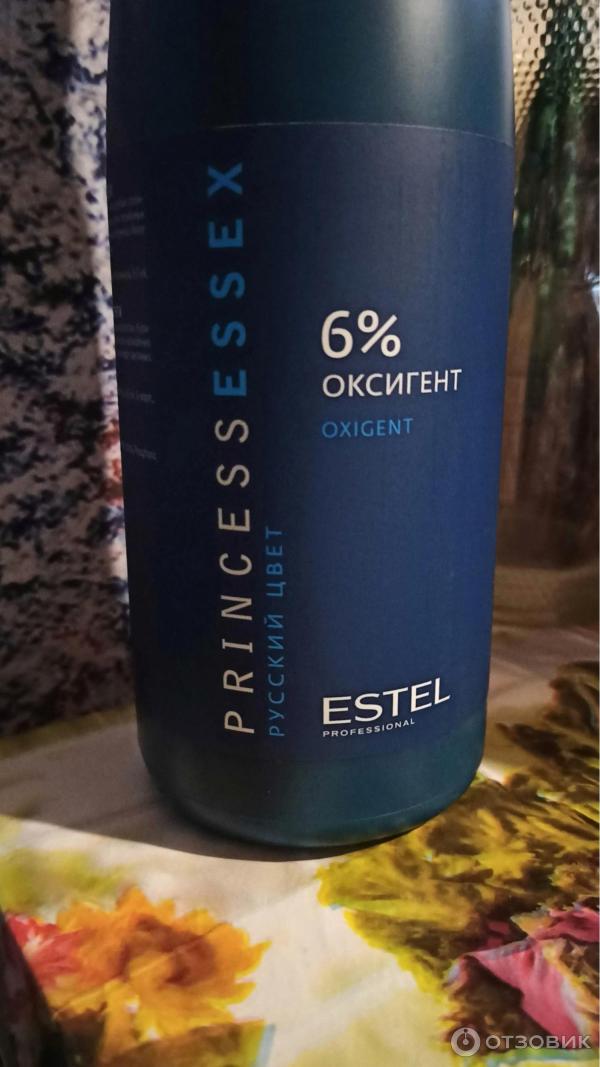 PRINCESSESSEX
РУССКИЙ ЦВЕТ
6%
ОКСИГЕНТ
OXIGENT
ESTEL
PROFESSIONAL
ОТЗОВИК